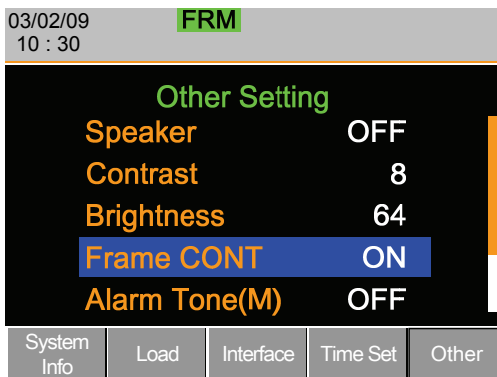 03/02/09 FRM
10 : 30
Other Setting
Speaker OFF
Contrast 8
Brightness 64
Frame CONT ON
Alarm Tone(M) OFF
System Info Load Interface Time Set Other